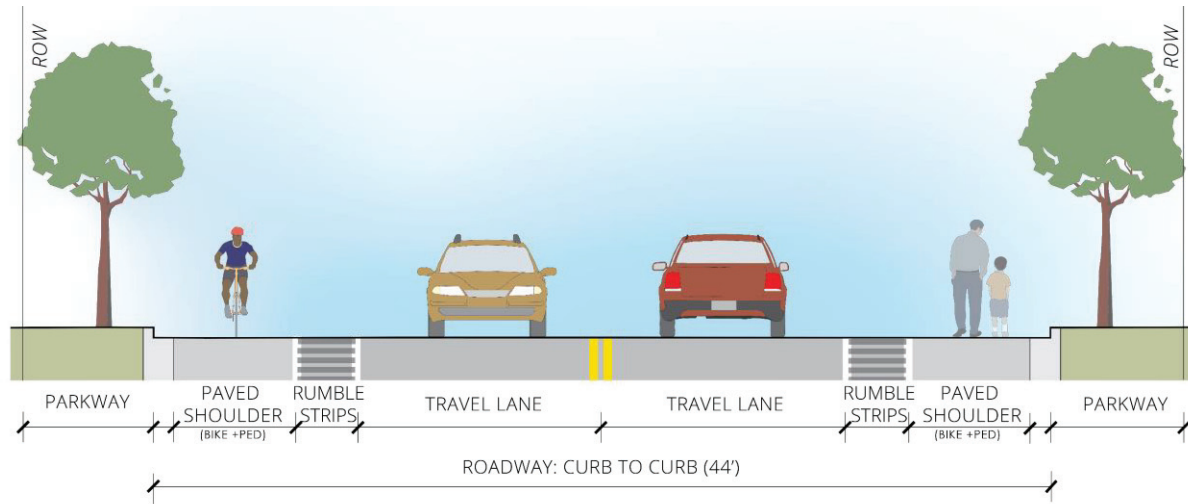 ROW
ROW
PARKWAY
PAVED
SHOULDER
(BIKE +PED)
RUMBLE
STRIPS
TRAVEL LANE
TRAVEL LANE
RUMBLE
STRIPS
PAVED
SHOULDER
(BIKE +PED)
PARKWAY
ROADWAY: CURB TO CURB (44')